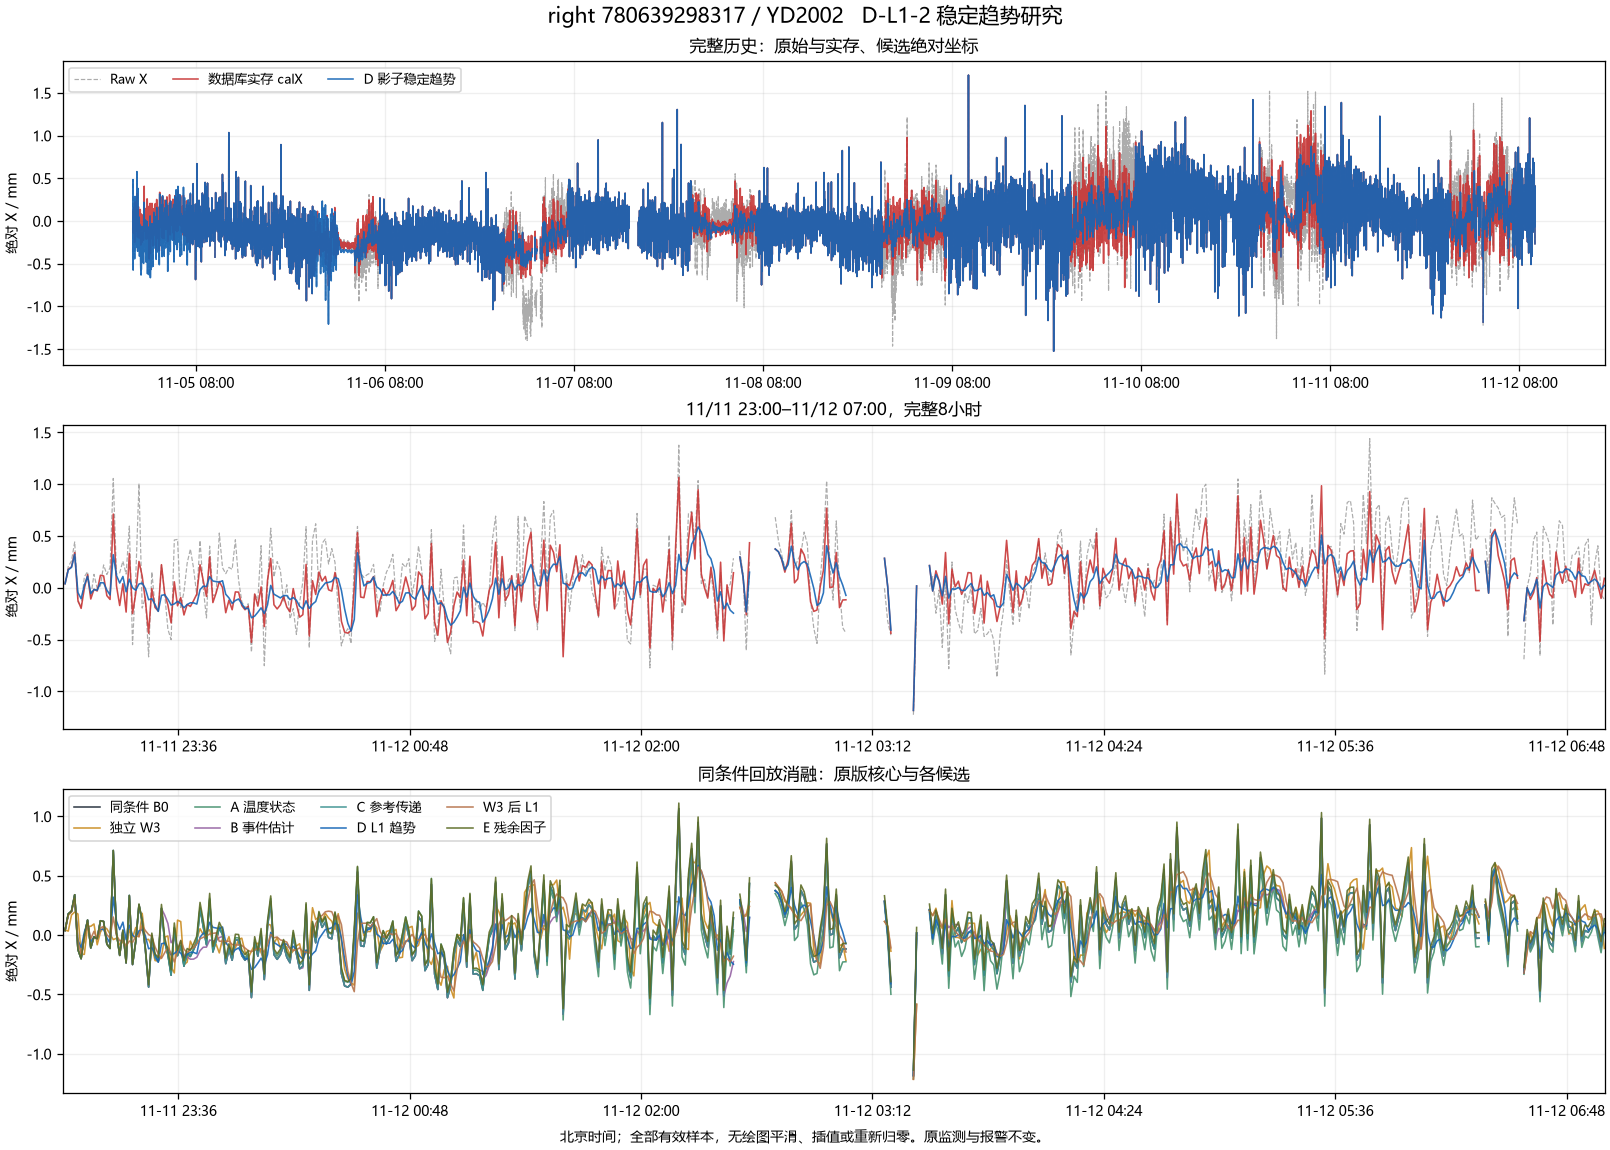 right 780639298317 / YD2002   D-L1-2 稳定趋势研究
完整历史：原始与实存、候选绝对坐标
Raw X
数据库实存 calX
D 影子稳定趋势
绝对 X / mm
1.5
1.0
0.5
0.0
-0.5
-1.0
-1.5
11-05 08:00
11-06 08:00
11-07 08:00
11-08 08:00
11-09 08:00
11-10 08:00
11-11 08:00
11-12 08:00
11/11 23:00–11/12 07:00，完整8小时
绝对 X / mm
1.5
1.0
0.5
0.0
-0.5
-1.0
11-11 23:36
11-12 00:48
11-12 02:00
11-12 03:12
11-12 04:24
11-12 05:36
11-12 06:48
同条件回放消融：原版核心与各候选
同条件 B0
A 温度状态
C 参考传递
W3 后 L1
独立 W3
B 事件估计
D L1 趋势
E 残余因子
绝对 X / mm
1.0
0.5
0.0
-0.5
-1.0
11-11 23:36
11-12 00:48
11-12 02:00
11-12 03:12
11-12 04:24
11-12 05:36
11-12 06:48
北京时间；全部有效样本，无绘图平滑、插值或重新归零。原监测与报警不变。